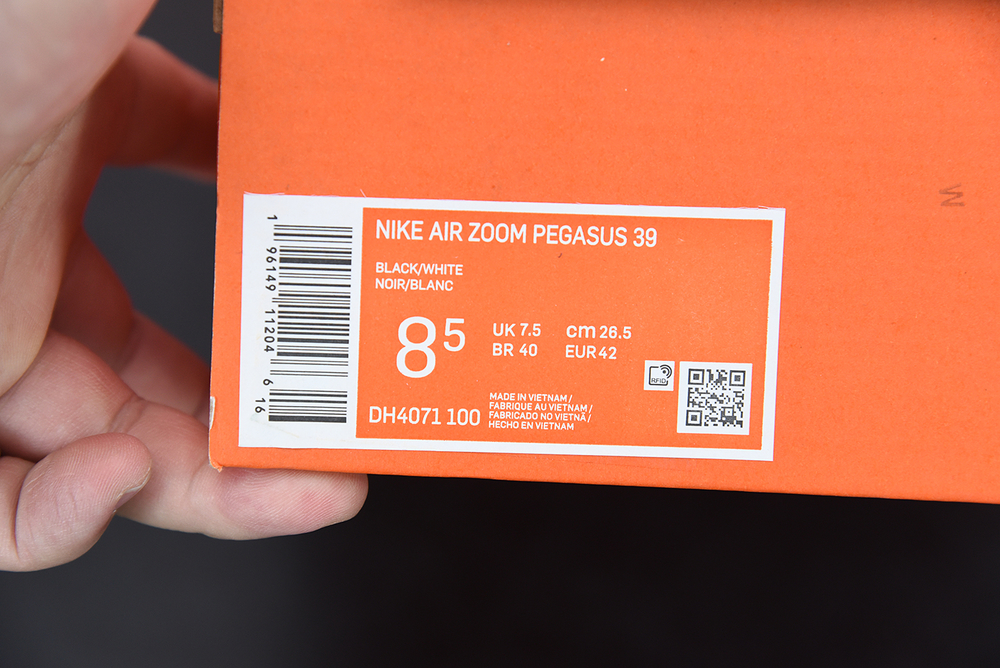 1 96149 11204 6 16
NIKE AIR ZOOM PEGASUS 39
BLACK/WHITE
NOIR/BLANC
8 5
UK 7.5 cm 26.5
BR 40 EUR 42
RFID
DH4071 100
MADE IN VIETNAM /
FABRIQUE AU VIETNAM /
FABRICADO NO VIETNÃ /
HECHO EN VIETNAM